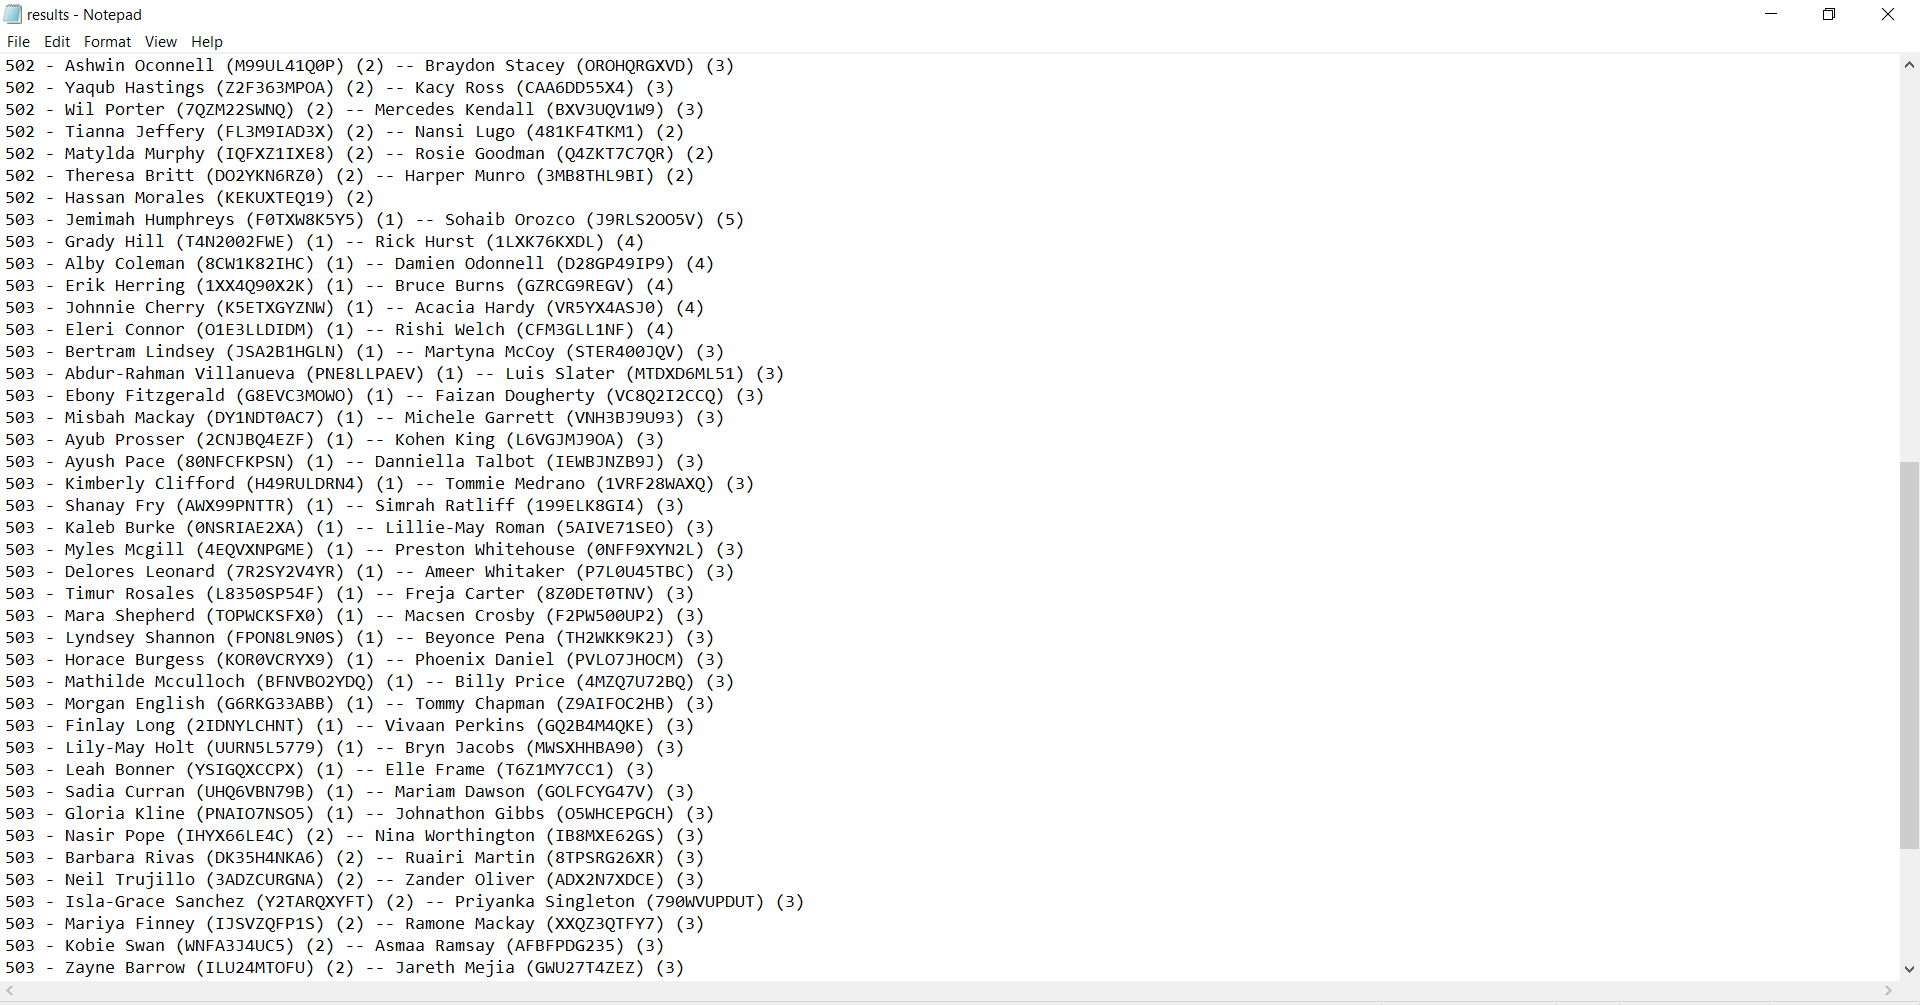 results - Notepad
File Edit Format View Help
502 - Ashwin Oconnell (M99UL41Q0P) (2) -- Braydon Stacey (OROHQRGXVD) (3)
502 - Yaqub Hastings (Z2F363MPOA) (2) -- Kacy Ross (CAA6DD55X4) (3)
502 - Wil Porter (7QZM22SWNQ) (2) -- Mercedes Kendall (BXV3UQV1W9) (3)
502 - Tianna Jeffery (FL3M9IAD3X) (2) -- Nansi Lugo (481KF4TKM1) (2)
502 - Matylda Murphy (IQFXZ1IXE8) (2) -- Rosie Goodman (Q4ZKT7C7QR) (2)
502 - Theresa Britt (DO2YKN6RZ0) (2) -- Harper Munro (3MB8THL9BI) (2)
502 - Hassan Morales (KEKUXTEQ19) (2)
503 - Jemimah Humphreys (F0TXW8K5Y5) (1) -- Sohaib Orozco (J9RLS2OO5V) (5)
503 - Grady Hill (T4N2002FWE) (1) -- Rick Hurst (1LXK76KXDL) (4)
503 - Alby Coleman (8CW1K82IHC) (1) -- Damien Odonnell (D28GP49IP9) (4)
503 - Erik Herring (1XX4Q90X2K) (1) -- Bruce Burns (GZRCG9REGV) (4)
503 - Johnnie Cherry (K5ETXGYZNW) (1) -- Acacia Hardy (VR5YX4ASJ0) (4)
503 - Eleri Connor (O1E3LLDIDM) (1) -- Rishi Welch (CFM3GLL1NF) (4)
503 - Bertram Lindsey (JSA2B1HGLN) (1) -- Martyna McCoy (STER400JQV) (3)
503 - Abdur-Rahman Villanueva (PNE8LLPAEV) (1) -- Luis Slater (MTDXD6ML51) (3)
503 - Ebony Fitzgerald (G8EVC3MOWO) (1) -- Faizan Dougherty (VC8Q2I2CCQ) (3)
503 - Misbah Mackay (DY1NDT0AC7) (1) -- Michele Garrett (VNH3BJ9U93) (3)
503 - Ayub Prosser (2CNJBQ4EZF) (1) -- Kohen King (L6VGJMJ9OA) (3)
503 - Ayush Pace (80NFCFKPSN) (1) -- Danniella Talbot (IEWBJNZB9J) (3)
503 - Kimberly Clifford (H49RULDRN4) (1) -- Tommie Medrano (1VRF28WAXQ) (3)
503 - Shanay Fry (AWX99PNTTR) (1) -- Simrah Ratliff (199ELK8GI4) (3)
503 - Kaleb Burke (0NSRIAE2XA) (1) -- Lillie-May Roman (5AIVE71SEO) (3)
503 - Myles Mcgill (4EQVXNPGME) (1) -- Preston Whitehouse (0NFF9XYN2L) (3)
503 - Delores Leonard (7R2SY2V4YR) (1) -- Ameer Whitaker (P7L0U45TBC) (3)
503 - Timur Rosales (L8350SP54F) (1) -- Freja Carter (8Z0DET0TNV) (3)
503 - Mara Shepherd (TOPWCKSFX0) (1) -- Macsen Crosby (F2PW500UP2) (3)
503 - Lyndsey Shannon (FPON8L9N0S) (1) -- Beyonce Pena (TH2WKK9K2J) (3)
503 - Horace Burgess (KOR0VCRYX9) (1) -- Phoenix Daniel (PVLO7JHOCM) (3)
503 - Mathilde Mcculloch (BFNVBO2YDQ) (1) -- Billy Price (4MZQ7U72BQ) (3)
503 - Morgan English (G6RKG33ABB) (1) -- Tommy Chapman (Z9AIFOC2HB) (3)
503 - Finlay Long (2IDNYLCHNT) (1) -- Vivaan Perkins (GQ2B4M4QKE) (3)
503 - Lily-May Holt (UURN5L5779) (1) -- Bryn Jacobs (MWSXHHBA90) (3)
503 - Leah Bonner (YSIGQXCCPX) (1) -- Elle Frame (T6Z1MY7CC1) (3)
503 - Sadia Curran (UHQ6VBN79B) (1) -- Mariam Dawson (GOLFCYG47V) (3)
503 - Gloria Kline (PNAIO7NSO5) (1) -- Johnathon Gibbs (O5WHCEPGCH) (3)
503 - Nasir Pope (IHYX66LE4C) (2) -- Nina Worthington (IB8MXE62GS) (3)
503 - Barbara Rivas (DK35H4NKA6) (2) -- Ruairi Martin (8TPSRG26XR) (3)
503 - Neil Trujillo (3ADZCURGNA) (2) -- Zander Oliver (ADX2N7XDCE) (3)
503 - Isla-Grace Sanchez (Y2TARQXYFT) (2) -- Priyanka Singleton (790WVUPDUT) (3)
503 - Mariya Finney (IJSVZQFP1S) (2) -- Ramone Mackay (XXQZ3QTFY7) (3)
503 - Kobie Swan (WNFA3J4UC5) (2) -- Asmaa Ramsay (AFBFPDG235) (3)
503 - Zayne Barrow (ILU24MTOFU) (2) -- Jareth Mejia (GWU27T4ZEZ) (3)